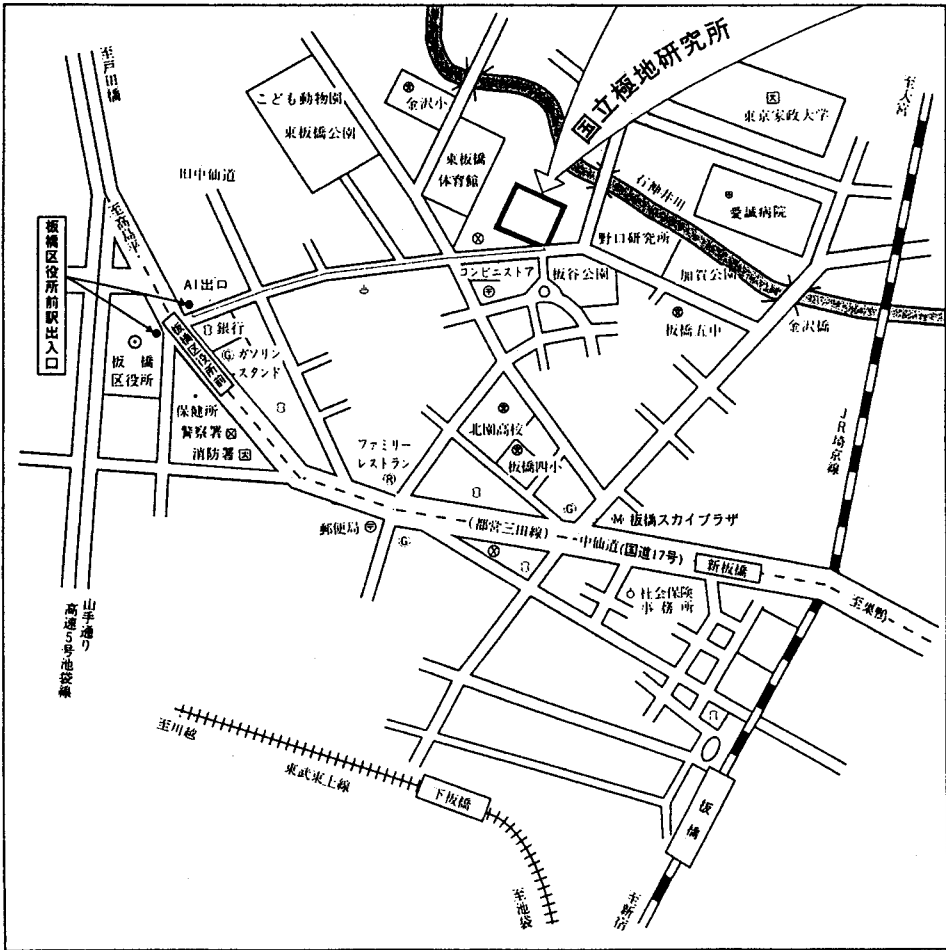 至戸田橋
こども動物園
東板橋公園
金沢小
国立極地研究所
東京家政大学
至大宮
旧中仙道
東板橋
体育館
石神井川
愛誠病院
至高島平
板橋区役所前駅出入口
野口研究所
A1出口
コンビニストア
板谷公園
加賀公園
銀行
板橋五中
金沢橋
板橋区役所前
板橋
区役所
G ガソリン
スタンド
保健所
警察署
消防署
北園高校
板橋四小
JR埼京線
ファミリー
レストラン
(R)
(G)
M 板橋スカイプラザ
郵便局
(G)
(都営三田線)
中仙道(国道17号)
新板橋
社会保険
事務所
至巣鴨
山手通り
高速5号池袋線
至川越
東武東上線
下板橋
板橋
至池袋
至新宿